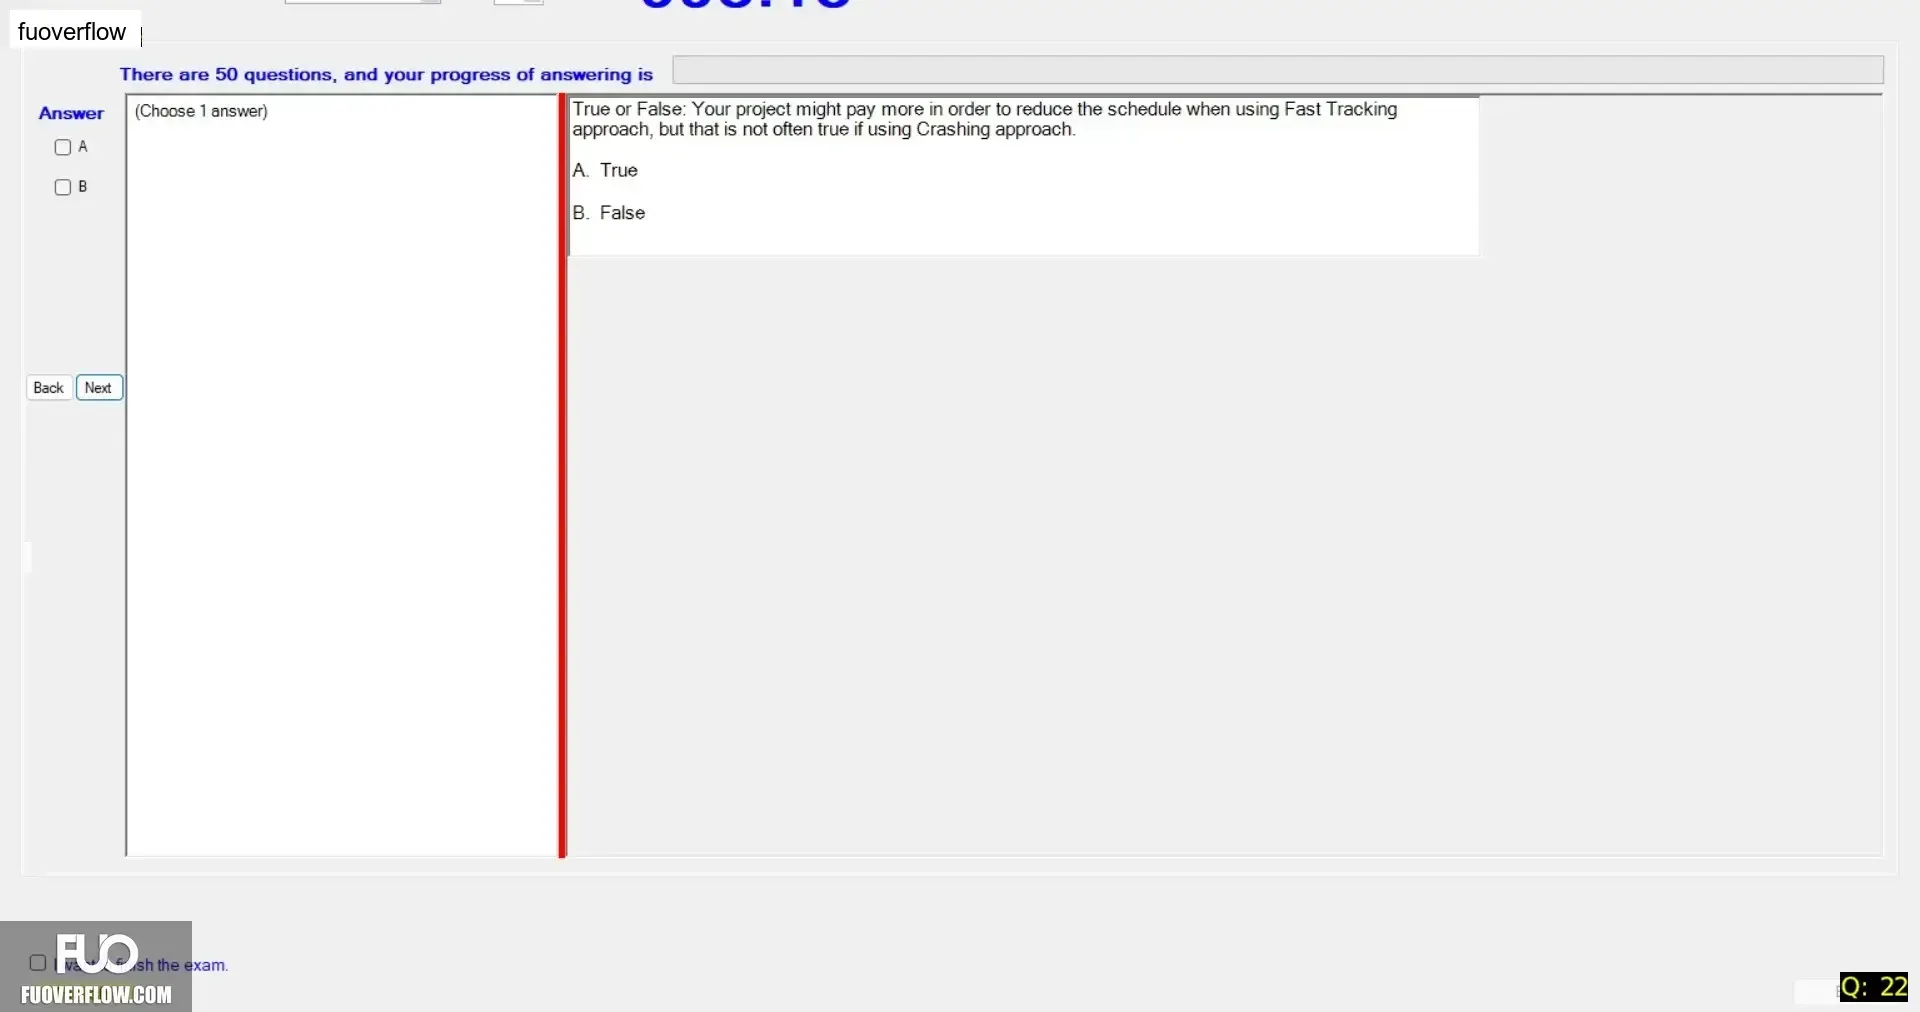 fuoverflow
There are 50 questions, and your progress of answering is
Answer
(Choose 1 answer)
A
B
True or False: Your project might pay more in order to reduce the schedule when using Fast Tracking
approach, but that is not often true if using Crashing approach.
A. True
B. False
Back Next
FUO
exam.
FUOVERFLOW.COM
Q: 22